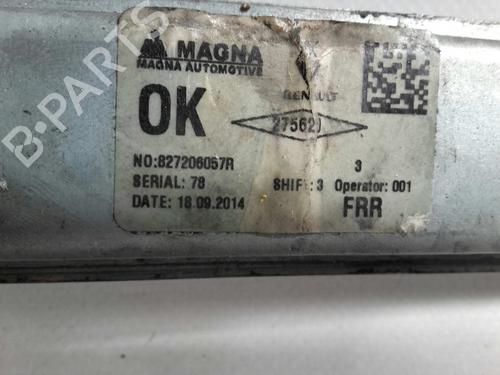 MAGNA
MAGNA AUTOMOTIVE
RENAULT
OK
27562
NO:827206057R
3
SERIAL: 78
SHIFT: 3 Operator: 001
DATE: 18.09.2014
FRR
B-PARTS